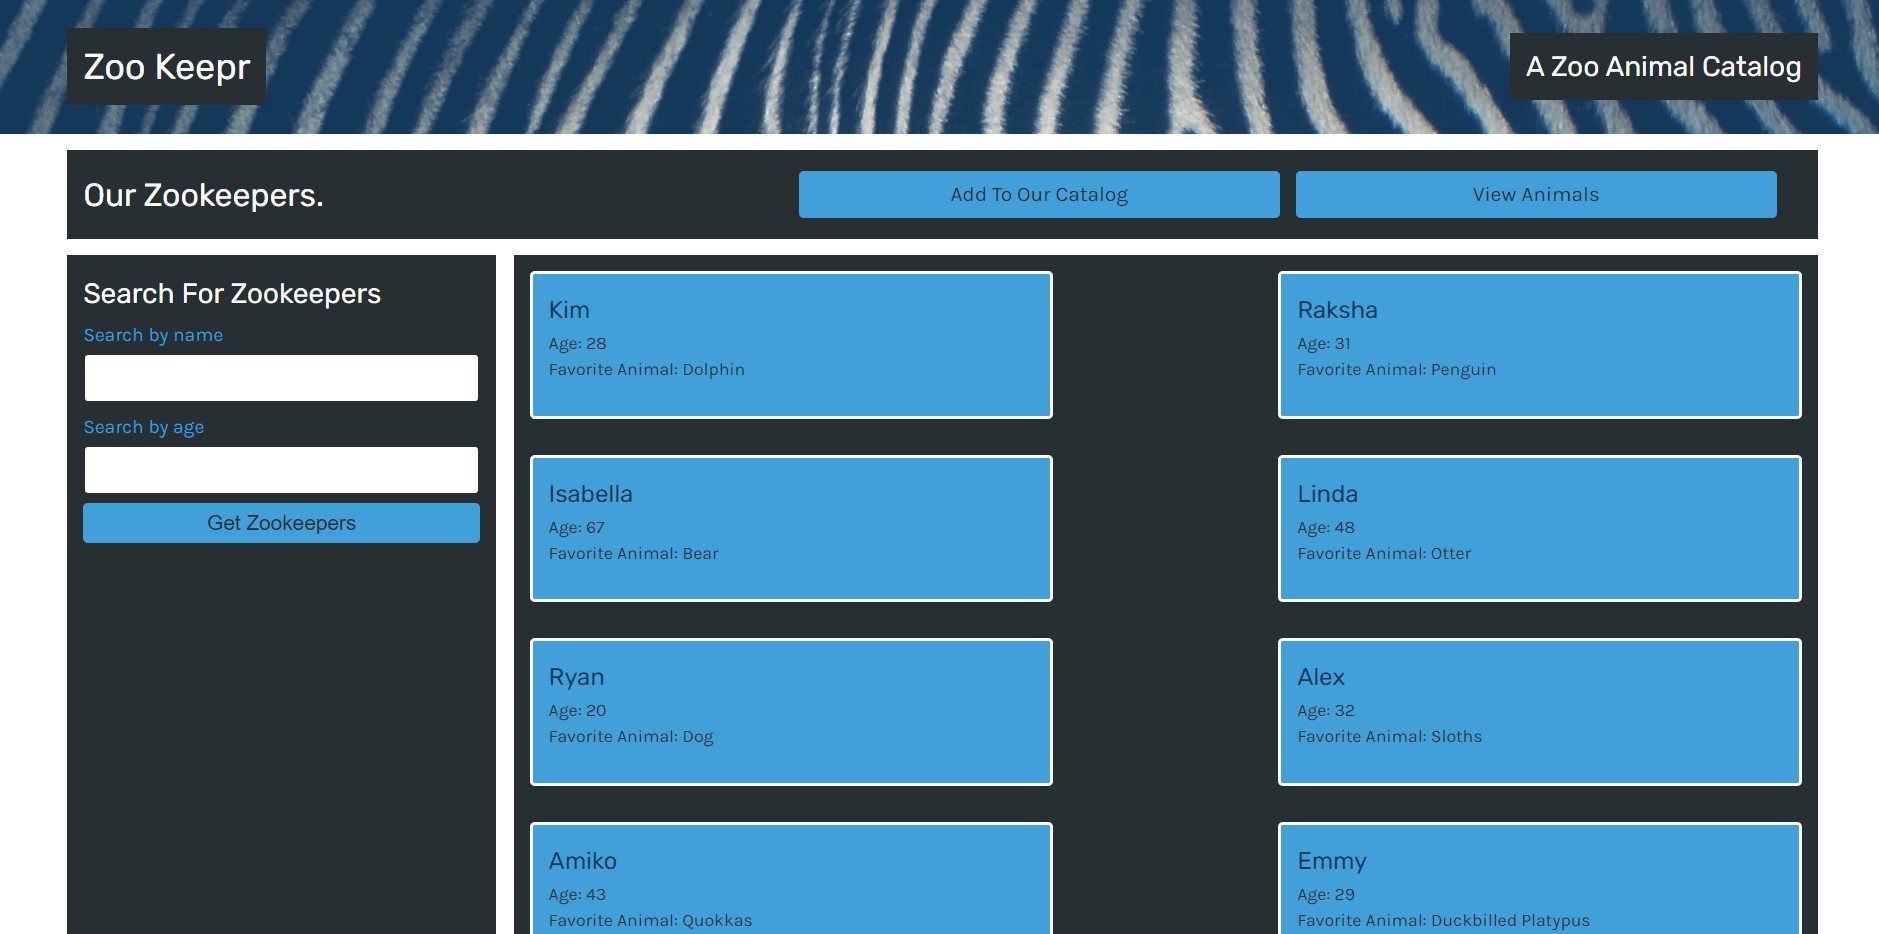 Zoo Keepr
A Zoo Animal Catalog
Our Zookeepers.
Add To Our Catalog
View Animals
Search For Zookeepers
Search by name
Search by age
Get Zookeepers
Kim
Age: 28
Favorite Animal: Dolphin
Raksha
Age: 31
Favorite Animal: Penguin
Isabella
Age: 67
Favorite Animal: Bear
Linda
Age: 48
Favorite Animal: Otter
Ryan
Age: 20
Favorite Animal: Dog
Alex
Age: 32
Favorite Animal: Sloths
Amiko
Age: 43
Favorite Animal: Quokkas
Emmy
Age: 29
Favorite Animal: Duckbilled Platypus